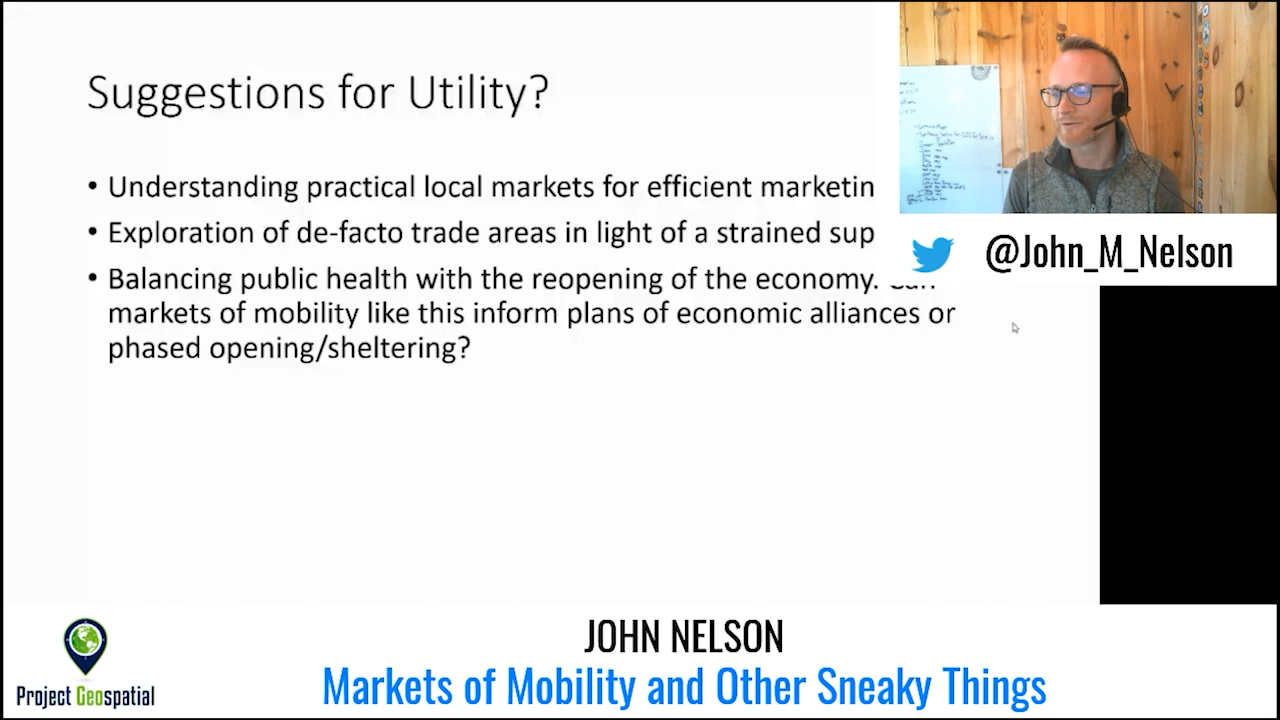 Suggestions for Utility?
• Understanding practical local markets for efficient marketin
• Exploration of de-facto trade areas in light of a strained sup
• Balancing public health with the reopening of the economy.
markets of mobility like this inform plans of economic alliances or
phased opening/sheltering?
@John_M_Nelson
JOHN NELSON
Markets of Mobility and Other Sneaky Things
Project Geospatial